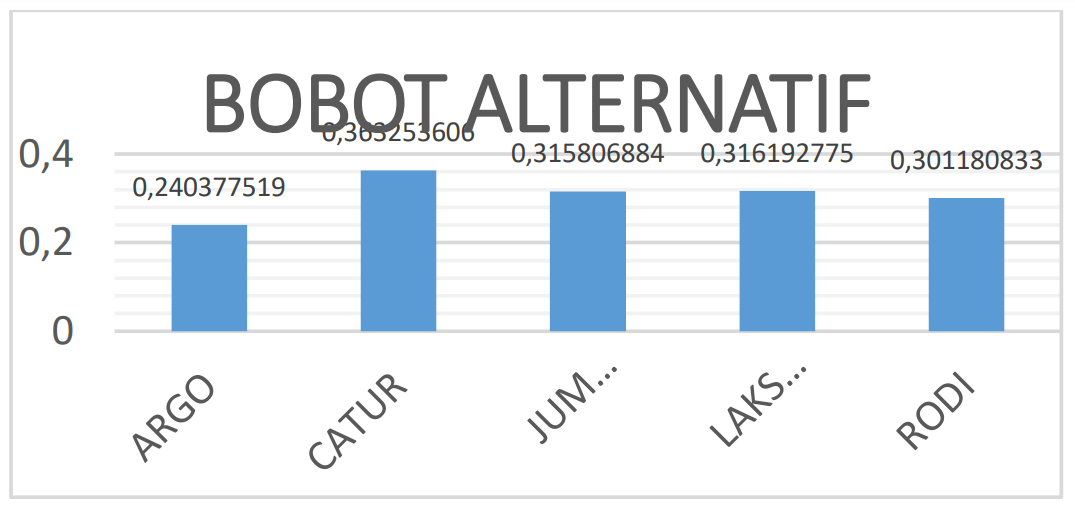 BOBOT ALTERNATIF
0,363253606
0,4
0,315806884
0,316192775
0,301180833
0,240377519
0,2
0
ARGO
CATUR
JUM...
LAKS...
RODI